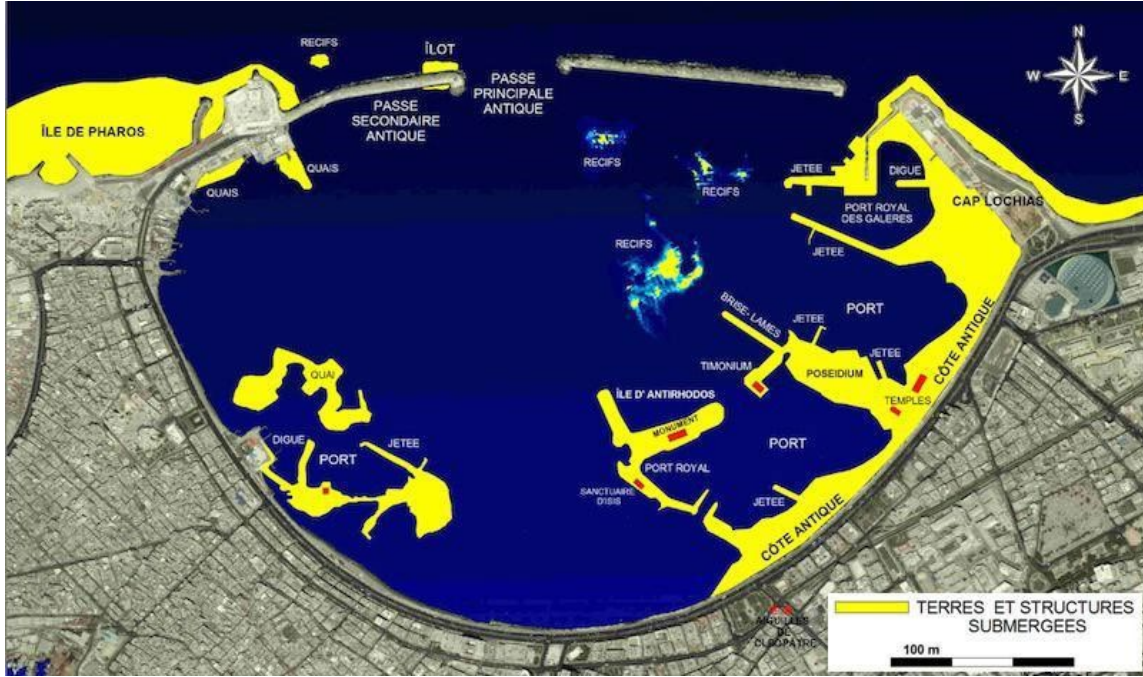 RECIFS
ÎLOT
PASSE
PRINCIPALE
ANTIQUE
PASSE
SECONDAIRE
ANTIQUE
N
W
E
S
ÎLE DE PHAROS
QUAIS
QUAIS
RECIFS
RECIFS
JETEE
DIGUE
CAP LOCHIAS
PORT ROYAL
DES GALERES
JETEE
RECIFS
BRISE-LAMES
JETEE
PORT
CÔTE ANTIQUE
TIMONIUM
POSEIDIUM
JETEE
TEMPLES
QUAI
ÎLE D' ANTIRHODOS
MONUMENT
DIGUE
PORT
JETEE
PORT ROYAL
PORT
SANCTUAIRE
D'ISIS
JETEE
CÔTE ANTIQUE
AIGUILLES
DE
CLEOPATRE
TERRES ET STRUCTURES
SUBMERGEES
100 m